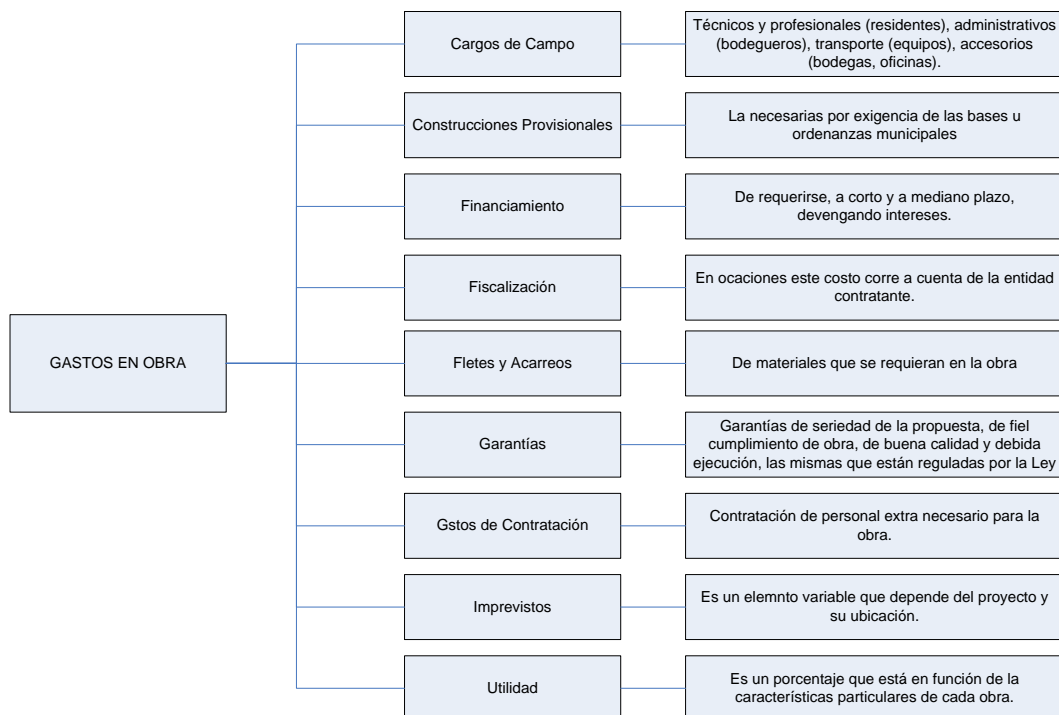 GASTOS EN OBRA
Cargos de Campo
Técnicos y profesionales (residentes), administrativos
(bodegueros), transporte (equipos), accesorios
(bodegas, oficinas).
Construcciones Provisionales
La necesarias por exigencia de las bases u
ordenanzas municipales
Financiamiento
De requerirse, a corto y a mediano plazo,
devengando intereses.
Fiscalización
En ocaciones este costo corre a cuenta de la entidad
contratante.
Fletes y Acarreos
De materiales que se requieran en la obra
Garantías
Garantías de seriedad de la propuesta, de fiel
cumplimiento de obra, de buena calidad y debida
ejecución, las mismas que están reguladas por la Ley
Gstos de Contratación
Contratación de personal extra necesario para la
obra.
Imprevistos
Es un elemnto variable que depende del proyecto y
su ubicación.
Utilidad
Es un porcentaje que está en función de la
características particulares de cada obra.